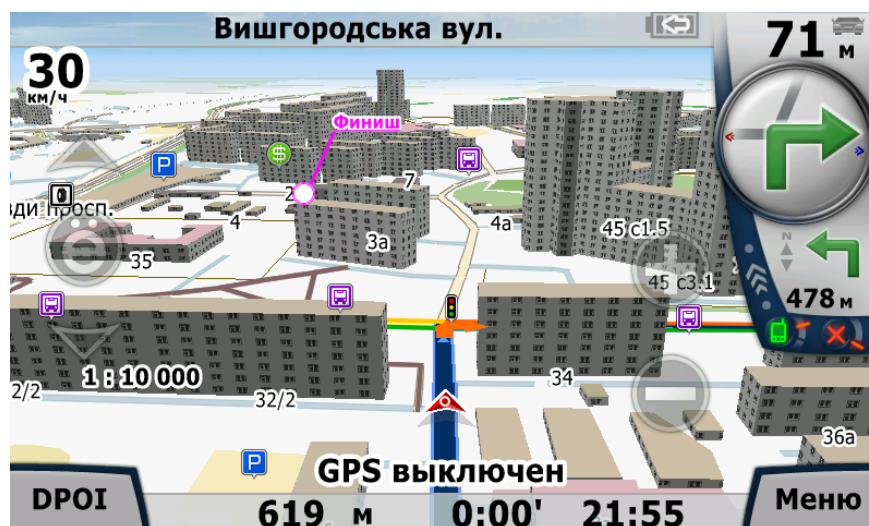 Вишгородська вул.
71 м
30
км/ч
Финиш
$
P
2
7
0
вди просп.
4
3а
4а
45 с1.5
35
45 с3.1
N
478 м
1 : 10 000
2/2
32/2
34
36а
P
GPS выключен
DPOI
619 м
0:00'
21:55
Меню